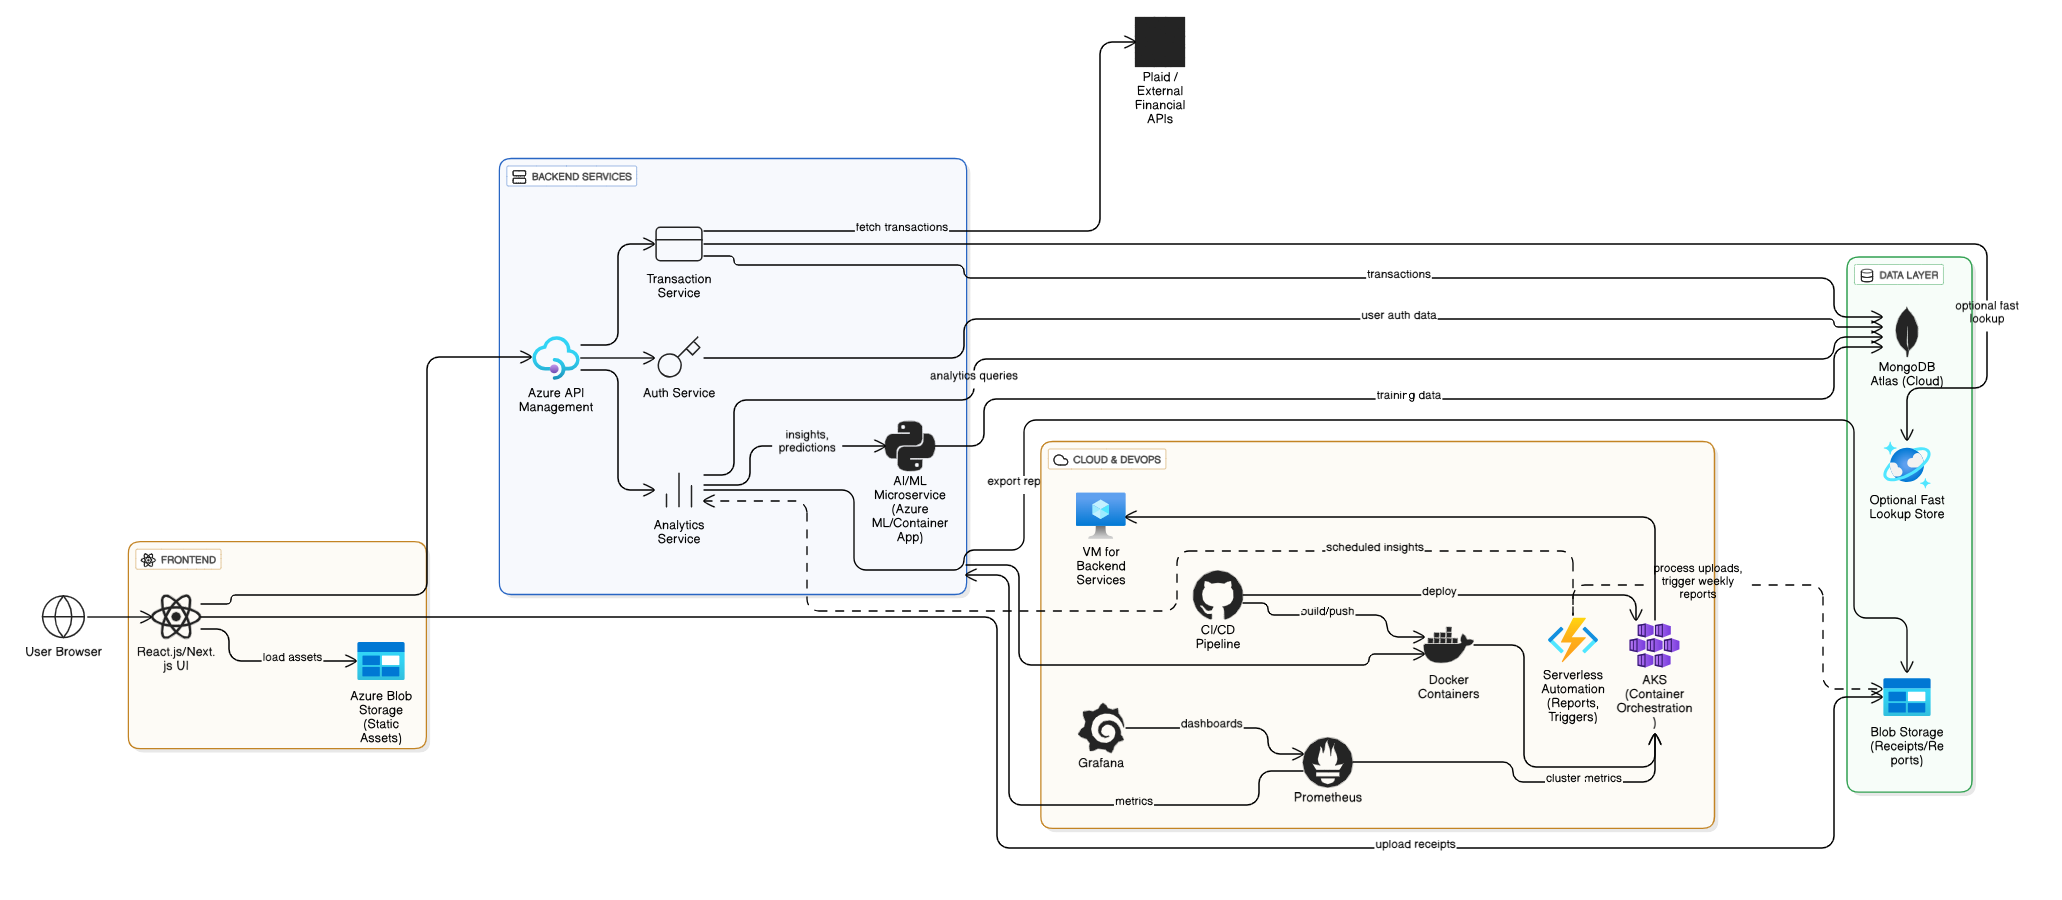 Plaid /
External
Financial
APIs
BACKEND SERVICES
fetch transactions
Transaction
Service
transactions
DATA LAYER
optional fast
lookup
user auth data
MongoDB
Atlas (Cloud)
Azure API
Management
Auth Service
analytics queries
training data
insights,
predictions
AI/ML
Microservice
(Azure
ML/Container
App)
Analytics
Service
export rep
CLOUD & DEVOPS
Optional Fast
Lookup Store
VM for
Backend
Services
scheduled insights
process uploads,
trigger weekly
reports
FRONTEND
deploy
build/push
CI/CD
Pipeline
User Browser
React.js/Next.
js UI
load assets
Azure Blob
Storage
(Static
Assets)
Docker
Containers
Serverless
Automation
(Reports,
Triggers)
AKS
(Container
Orchestration
)
Blob Storage
(Receipts/Re
ports)
dashboards
Grafana
Prometheus
cluster metrics
metrics
upload receipts